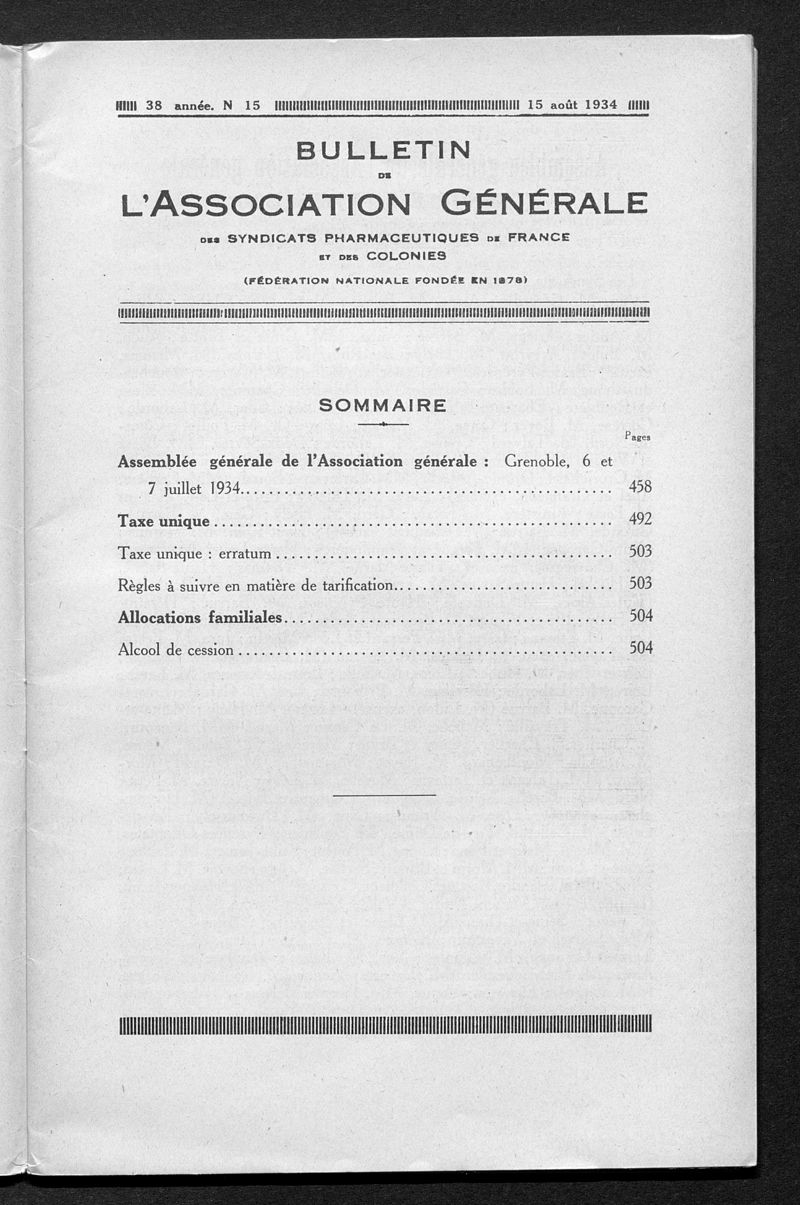 38 année. N 15 15 août 1934
BULLETIN
DE
L'ASSOCIATION GÉNÉRALE
DES SYNDICATS PHARMACEUTIQUES DE FRANCE
ET DES COLONIES
(FÉDÉRATION NATIONALE FONDÉE EN 1878)
SOMMAIRE
Pages
Assemblée générale de l'Association générale : Grenoble, 6 et
7 juillet 1934 458
Taxe unique 492
Taxe unique : erratum 503
Règles à suivre en matière de tarification 503
Allocations familiales 504
Alcool de cession 504